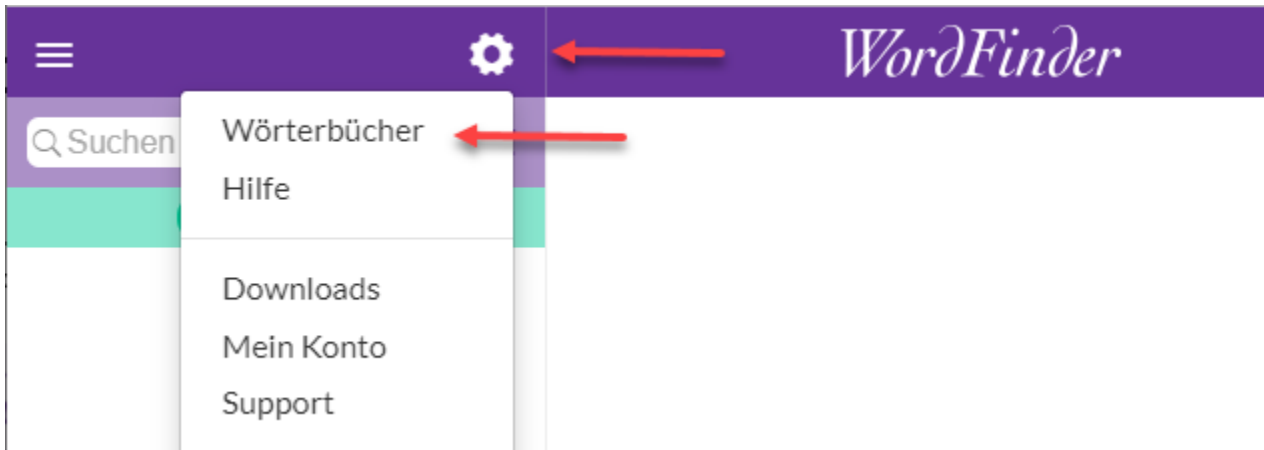 WordFinder
Suchen
Wörterbücher
Hilfe
Downloads
Mein Konto
Support